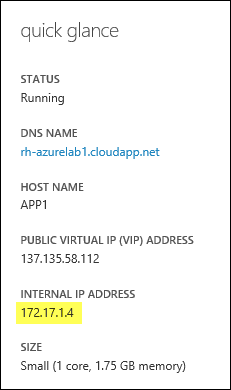 quick glance
STATUS
Running
DNS NAME
rh-azurelab1.cloudapp.net
HOST NAME
APP1
PUBLIC VIRTUAL IP (VIP) ADDRESS
137.135.58.112
INTERNAL IP ADDRESS
172.17.1.4
SIZE
Small (1 core, 1.75 GB memory)